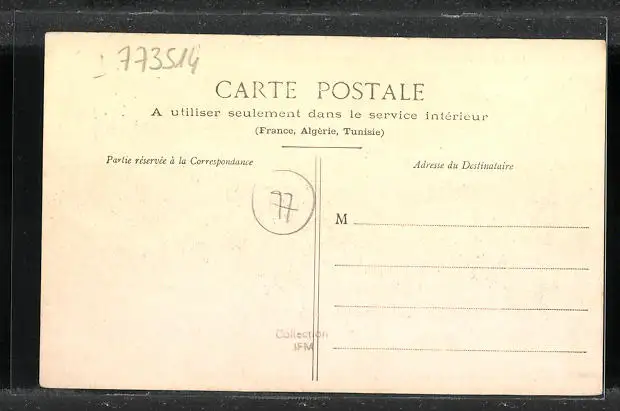 773514
CARTE POSTALE
A utiliser seulement dans le service intérieur
(France, Algérie, Tunisie)
Partie réservée à la Correspondance
Adresse du Destinataire
77
M
Collection
IFM